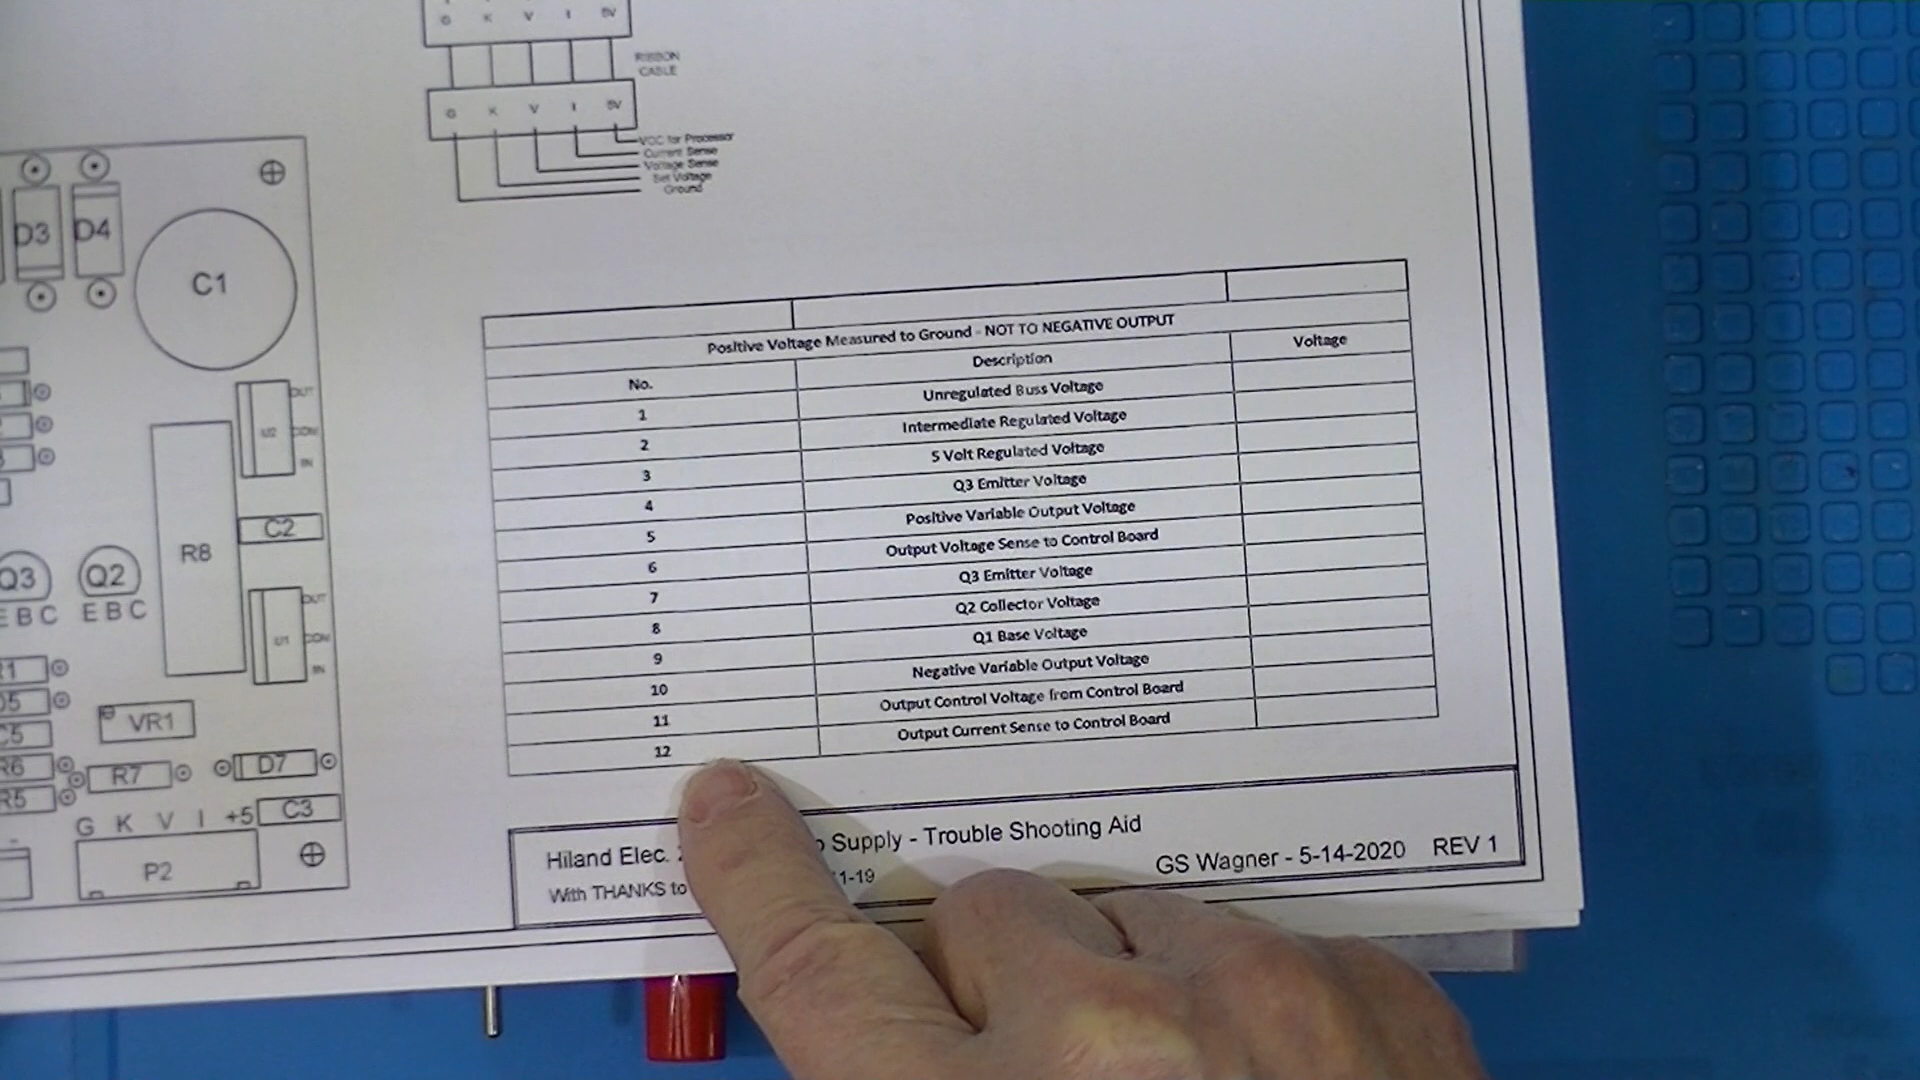 G K V I 5V
RIBBON
CABLE
G K V I 5V
VCC for Processor
Current Sense
Voltage Sense
Set Voltage
Ground
D3 D4
C1
OUT
U2 COM
IN
R8
C2
Q3 Q2
E B C E B C
OUT
U1 COM
IN
VR1
R6 R7 D7
R5
G K V I +5 C3
P2
Positive Voltage Measured to Ground - NOT TO NEGATIVE OUTPUT
No. Description Voltage
1 Unregulated Buss Voltage
2 Intermediate Regulated Voltage
3 5 Volt Regulated Voltage
4 Q3 Emitter Voltage
5 Positive Variable Output Voltage
6 Output Voltage Sense to Control Board
7 Q3 Emitter Voltage
8 Q2 Collector Voltage
9 Q1 Base Voltage
10 Negative Variable Output Voltage
11 Output Control Voltage from Control Board
12 Output Current Sense to Control Board
Hiland Elec. Supply - Trouble Shooting Aid
With THANKS to 1-19
GS Wagner - 5-14-2020 REV 1